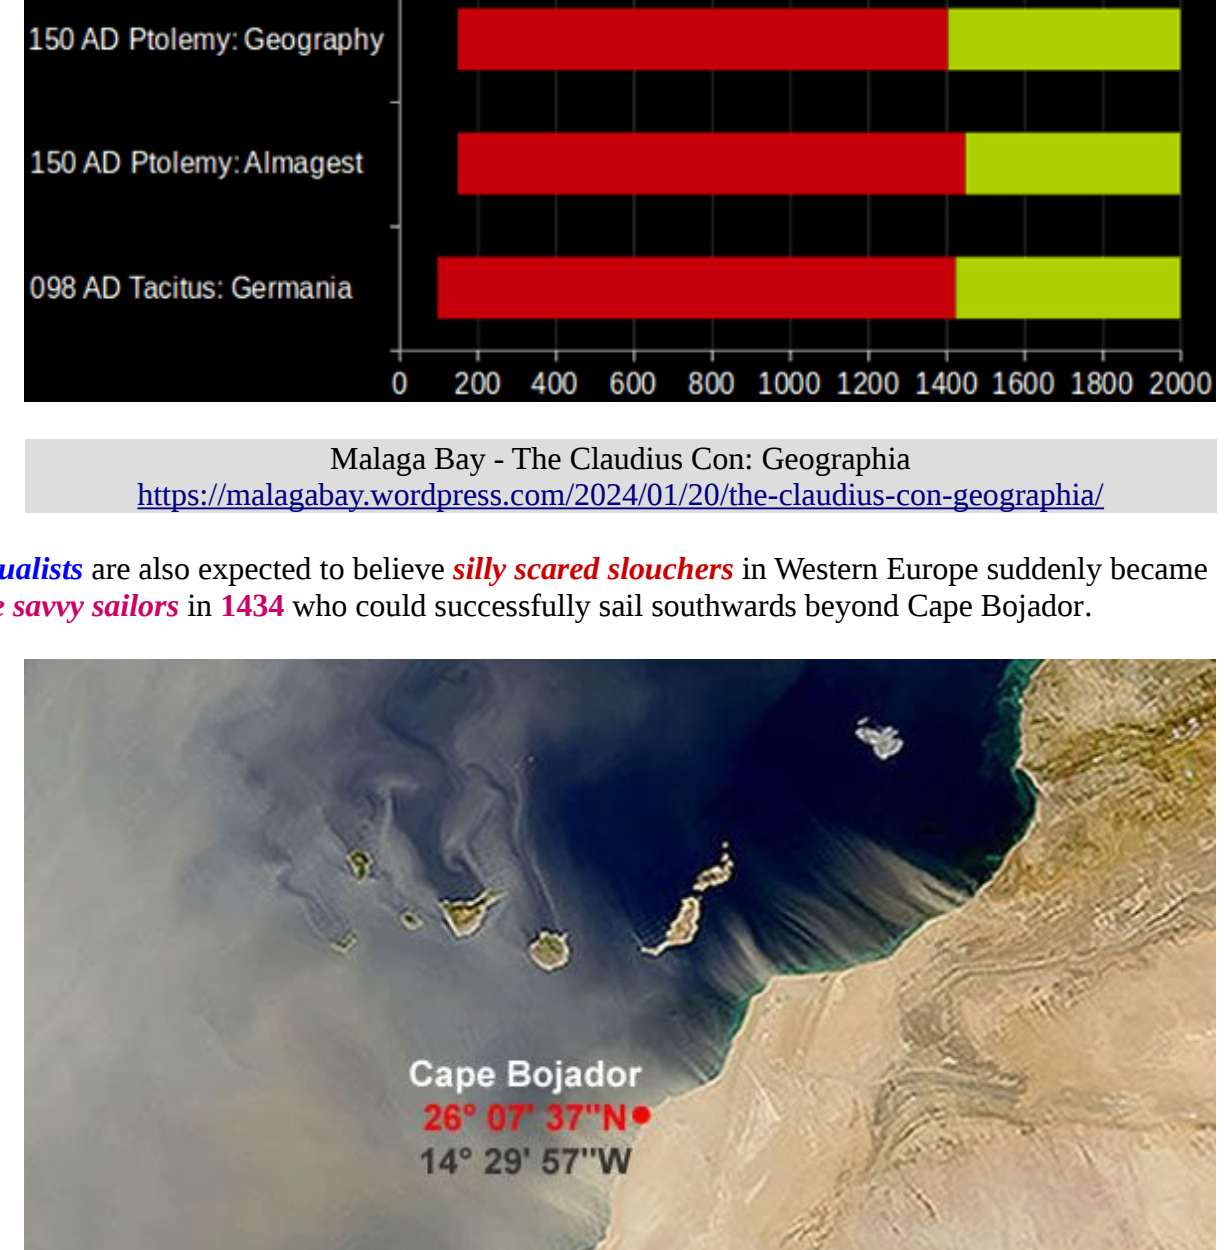 150 AD Ptolemy: Geography
150 AD Ptolemy: Almagest
098 AD Tacitus: Germania
0 200 400 600 800 1000 1200 1400 1600 1800 2000
Malaga Bay - The Claudius Con: Geographia
https://malagabay.wordpress.com/2024/01/20/the-claudius-con-geographia/
ualists are also expected to believe silly scared slouchers in Western Europe suddenly became
e savvy sailors in 1434 who could successfully sail southwards beyond Cape Bojador.
Cape Bojador
26° 07' 37"N
14° 29' 57"W